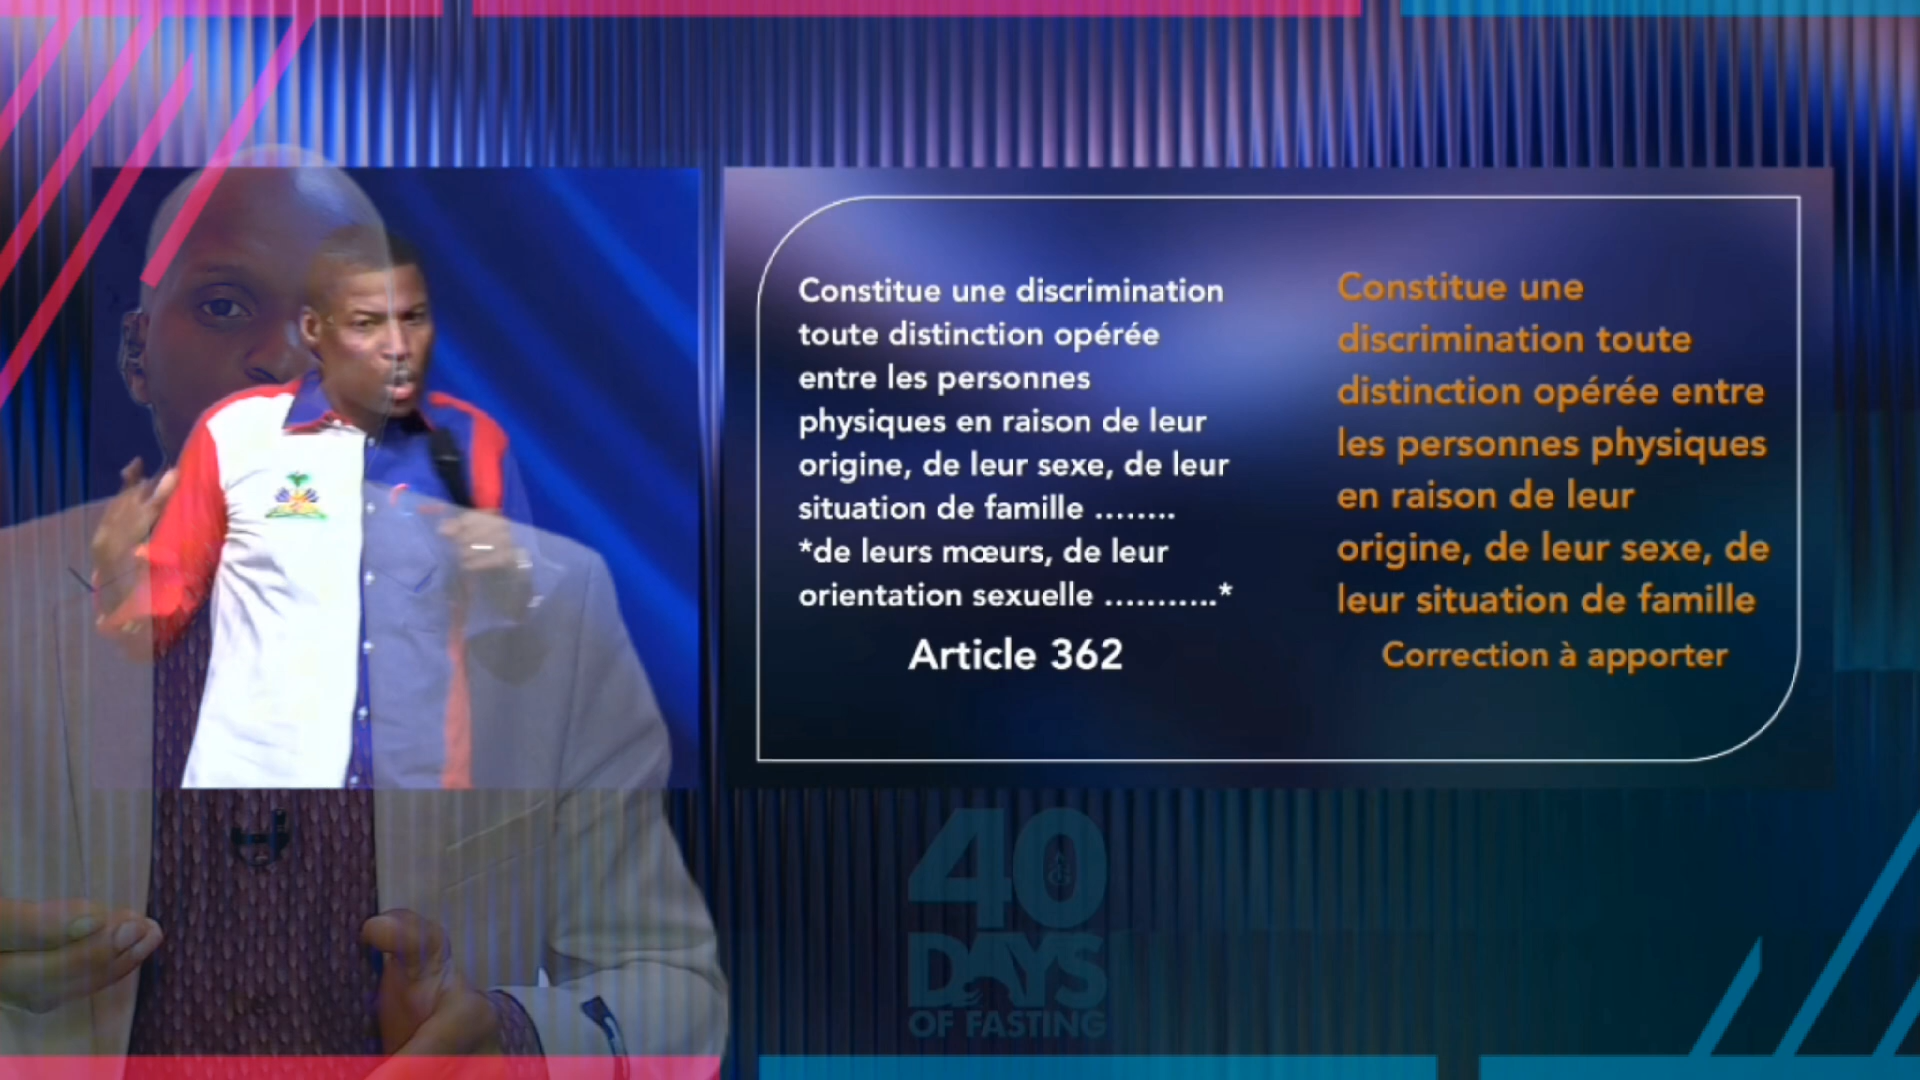 Constitue une discrimination
toute distinction opérée
entre les personnes
physiques en raison de leur
origine, de leur sexe, de leur
situation de famille ........
*de leurs mœurs, de leur
orientation sexuelle ...........*
Article 362
Constitue une
discrimination toute
distinction opérée entre
les personnes physiques
en raison de leur
origine, de leur sexe, de
leur situation de famille
Correction à apporter
40
DAYS
OF FASTING